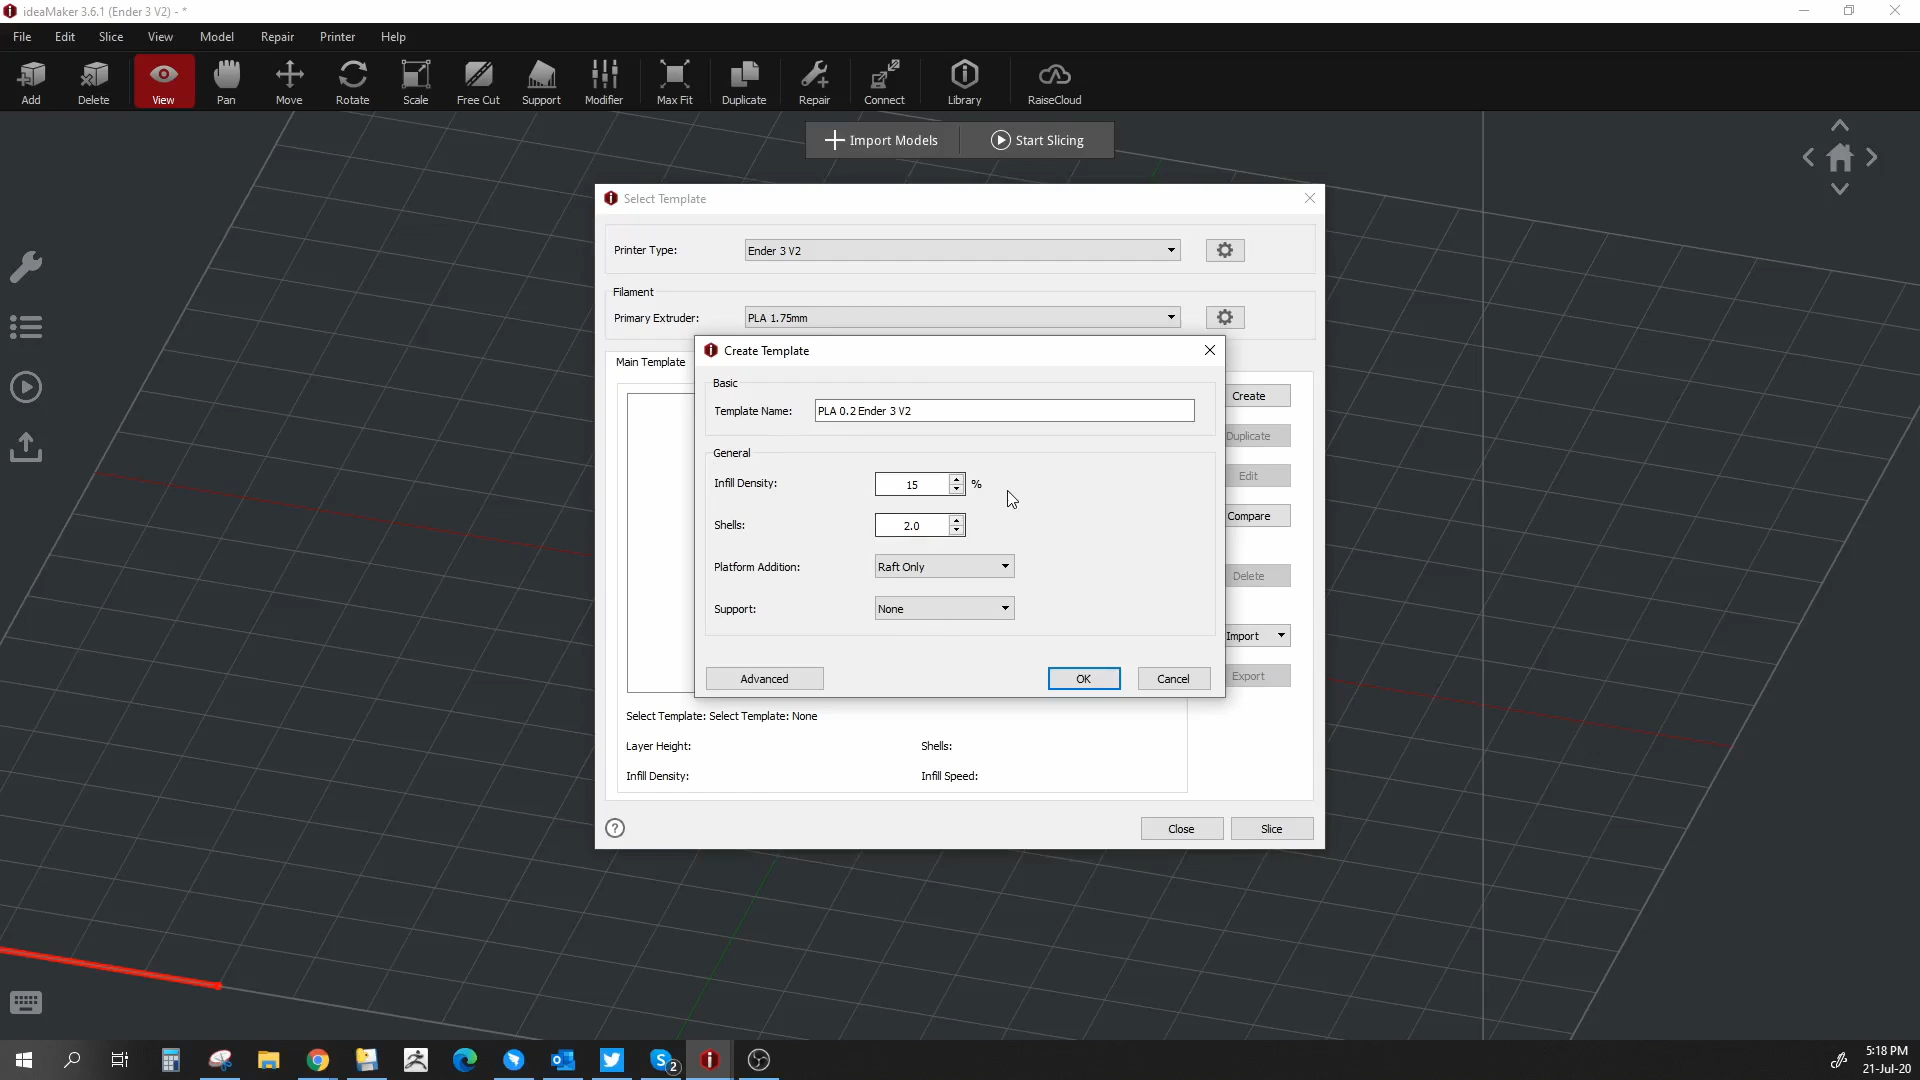 ideaMaker 3.6.1 (Ender 3 V2) - *
File Edit Slice View Model Repair Printer Help
Add Delete View Pan Move Rotate Scale Free Cut Support Modifier Max Fit Duplicate Repair Connect Library RaiseCloud
Import Models Start Slicing
Select Template
Printer Type: Ender 3 V2
Filament
Primary Extruder: PLA 1.75mm
Main Template
Create Template
Basic
Template Name: PLA 0.2 Ender 3 V2
General
Infill Density: 15 %
Shells: 2.0
Platform Addition: Raft Only
Support: None
Advanced OK Cancel
Create
Duplicate
Edit
Compare
Delete
Import
Export
Select Template: Select Template: None
Layer Height: Shells:
Infill Density: Infill Speed:
? Close Slice
2
5:18 PM
21-Jul-20